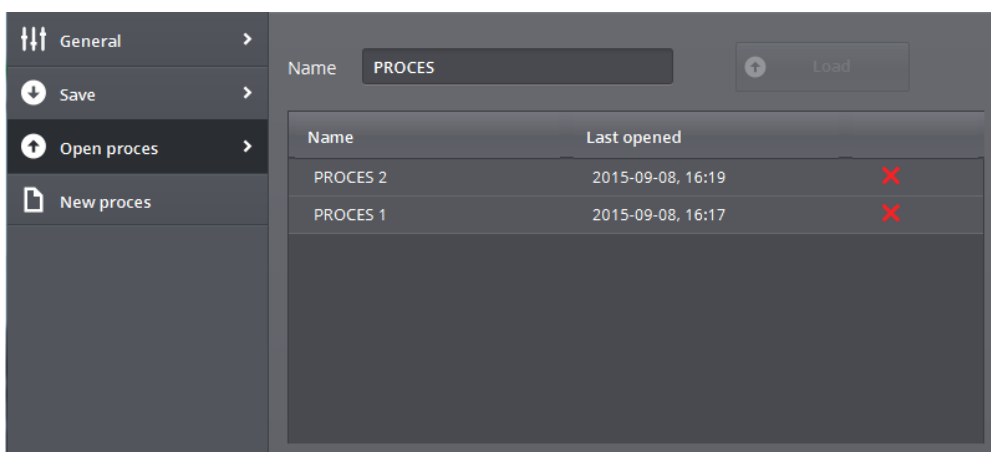 General
Save
Open proces
New proces
Name PROCES Load
Name Last opened
PROCES 2 2015-09-08, 16:19
PROCES 1 2015-09-08, 16:17